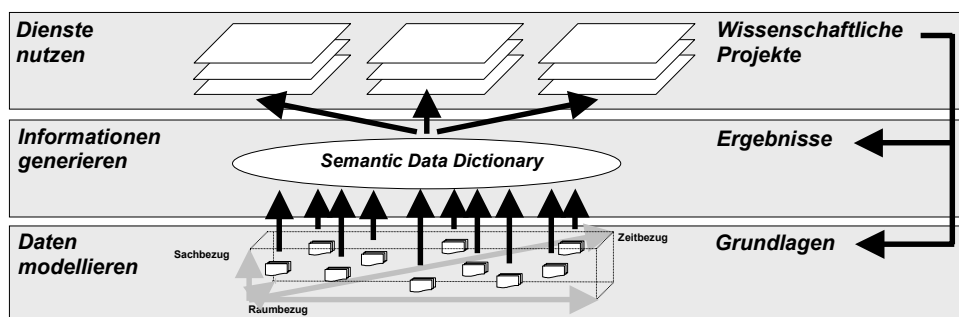 Dienste
nutzen
Wissenschaftliche
Projekte
Informationen
generieren
Semantic Data Dictionary
Ergebnisse
Daten
modellieren
Sachbezug
Zeitbezug
Raumbezug
Grundlagen